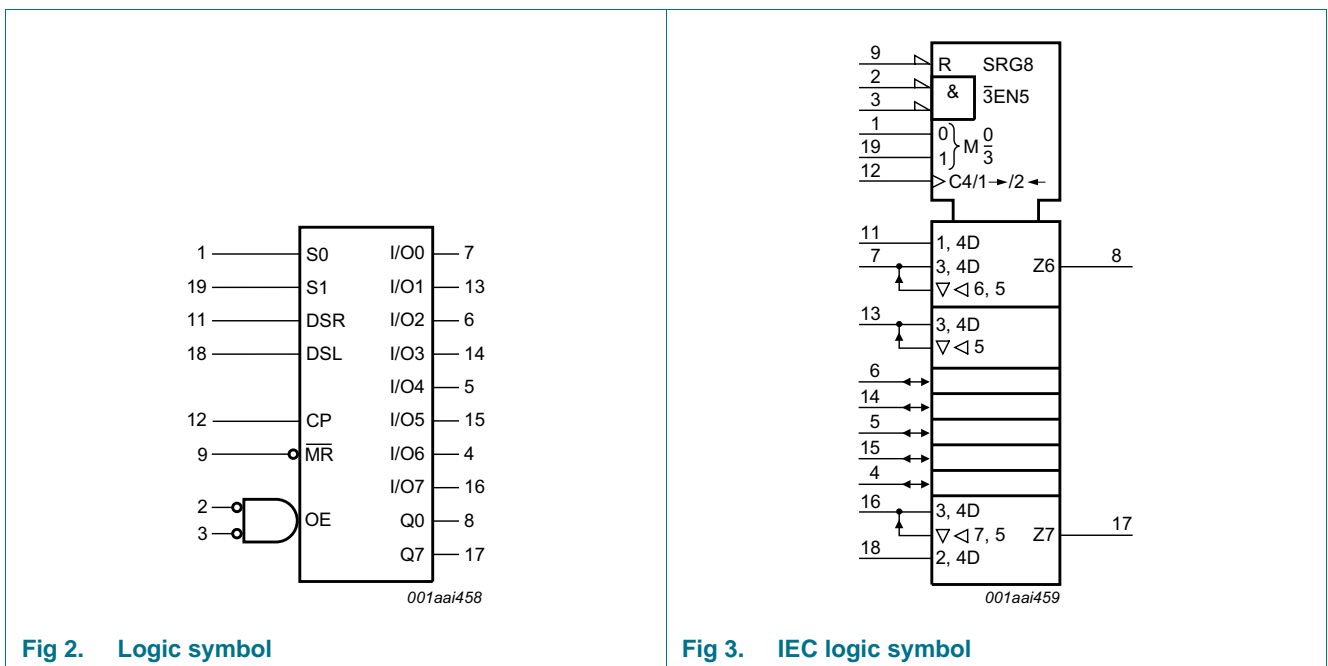 1 S0 I/O0 7
19 S1 I/O1 13
11 DSR I/O2 6
18 DSL I/O3 14
I/O4 5
12 CP I/O5 15
9 M̅R̅ I/O6 4
I/O7 16
2 OE Q0 8
3 Q7 17
001aai458
Fig 2. Logic symbol
9 R SRG8
2 & 3̅EN5
3
1 0 } M 0
19 1 3
12 C4/1→/2←
11 1, 4D
7 3, 4D Z6 8
▽ ◁ 6, 5
13 3, 4D
▽ ◁ 5
6
14
5
15
4
16 3, 4D
▽ ◁ 7, 5 Z7 17
18 2, 4D
001aai459
Fig 3. IEC logic symbol